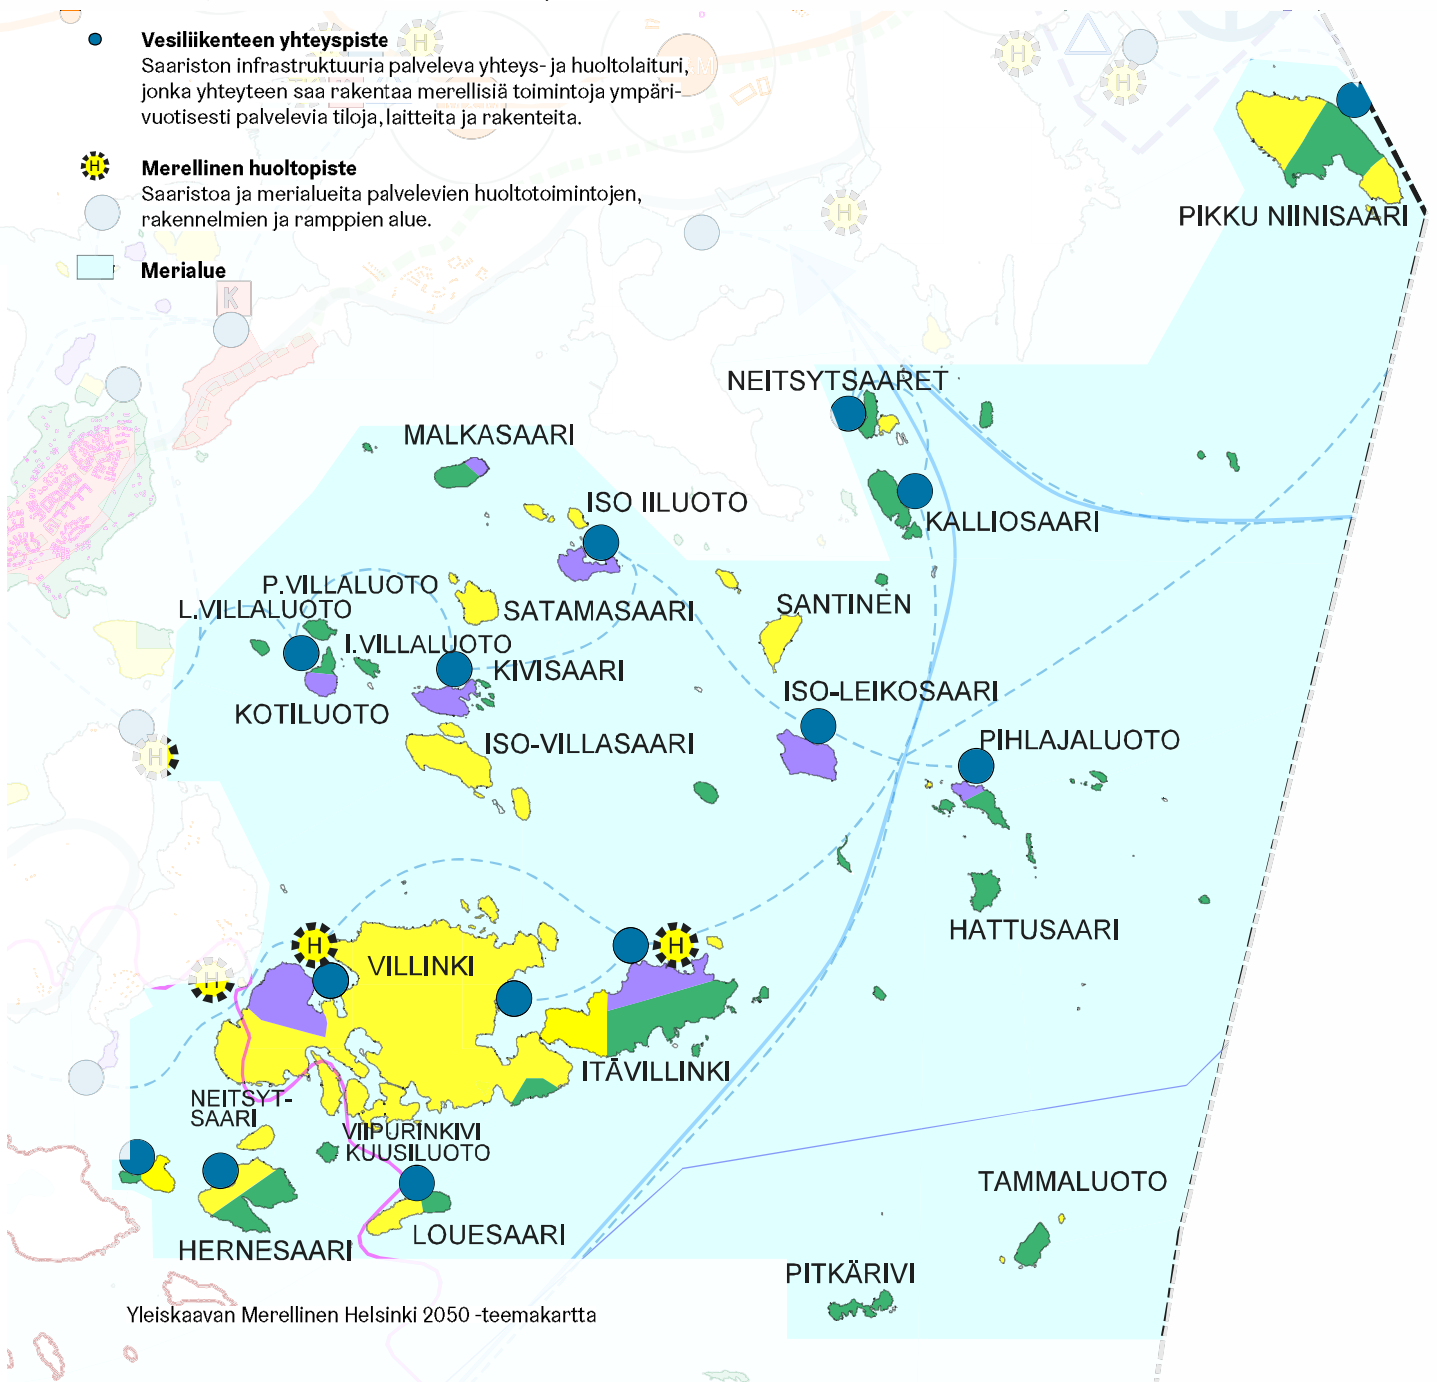 Vesiliikenteen yhteyspiste
Saariston infrastruktuuria palveleva yhteys- ja huoltolaituri,
jonka yhteyteen saa rakentaa merellisiä toimintoja ympäri-
vuotisesti palvelevia tiloja, laitteita ja rakenteita.
H
Merellinen huoltopiste
Saaristoa ja merialueita palvelevien huoltotoimintojen,
rakennelmien ja ramppien alue.
Merialue
H
H
H
H
K
PIKKU NIINISAARI
NEITSYTSAARET
MALKASAARI
ISO IILUOTO
KALLIOSAARI
P.VILLALUOTO
L.VILLALUOTO
SATAMASAARI
SANTINEN
I.VILLALUOTO
KIVISAARI
ISO-LEIKOSAARI
KOTILUOTO
ISO-VILLASAARI
PIHLAJALUOTO
H
HATTUSAARI
H
VILLINKI
H
H
ITÄVILLINKI
NEITSYT-
SAARI
VIIPURINKIVI
KUUSILUOTO
TAMMALUOTO
HERNESAARI
LOUESAARI
PITKÄRIVI
Yleiskaavan Merellinen Helsinki 2050 -teemakartta